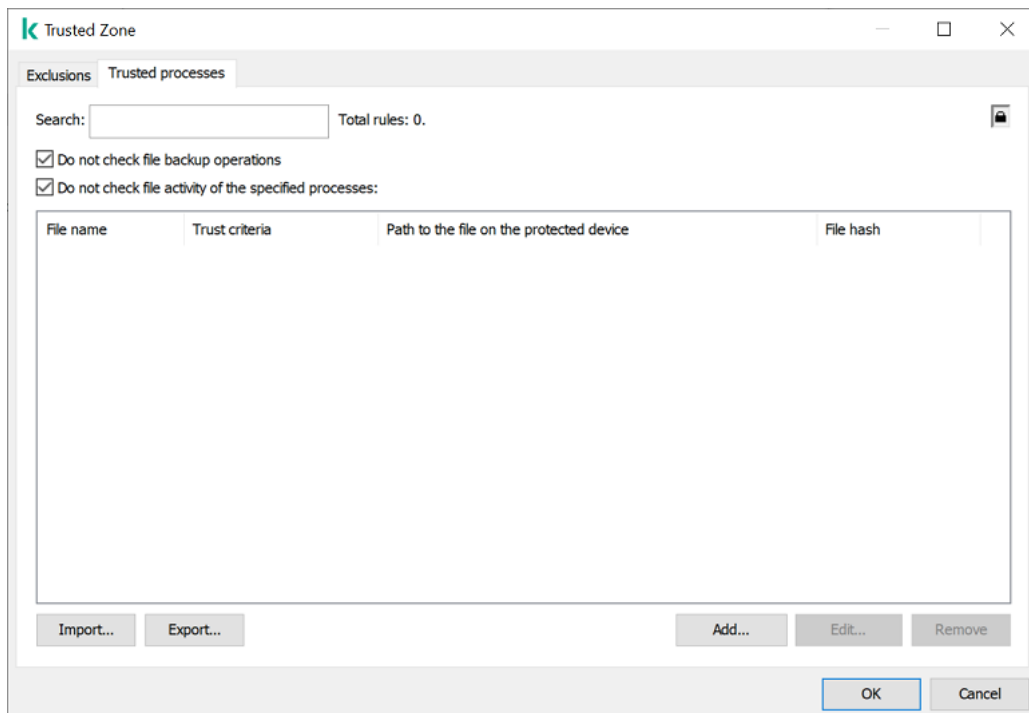 Trusted Zone
Exclusions Trusted processes
Search: Total rules: 0.
Do not check file backup operations
Do not check file activity of the specified processes:
File name Trust criteria Path to the file on the protected device File hash
Import... Export... Add... Edit... Remove
OK Cancel